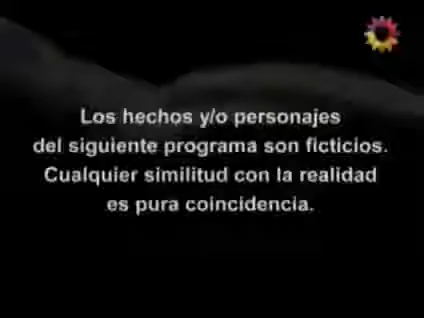 Los hechos y/o personajes
del siguiente programa son ficticios.
Cualquier similitud con la realidad
es pura coincidencia.